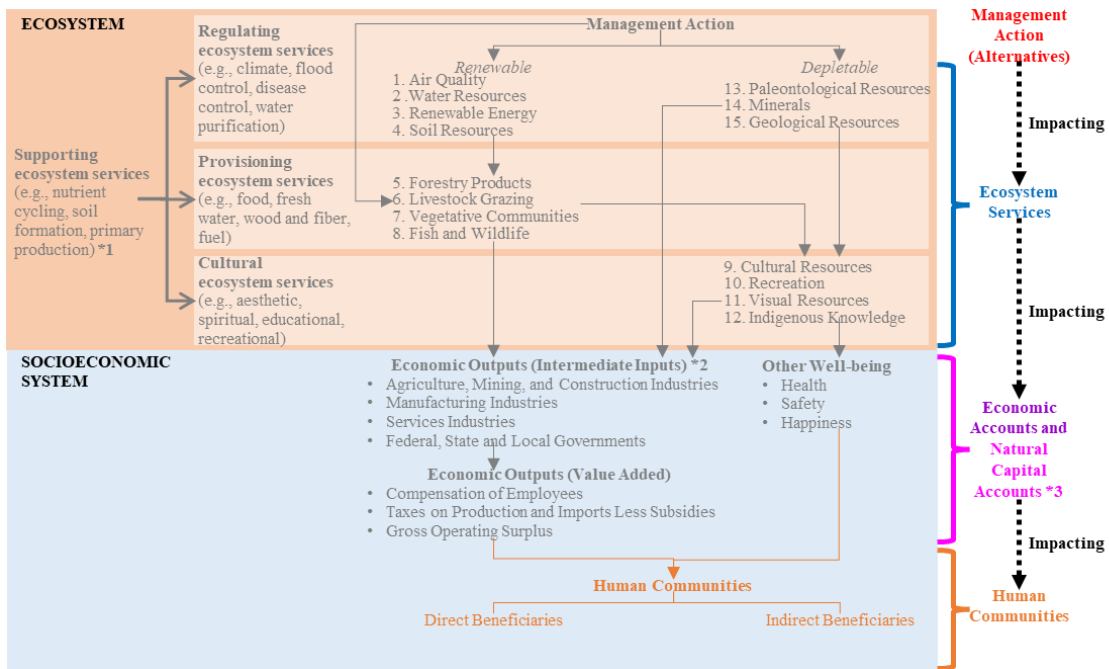 ECOSYSTEM
Regulating
ecosystem services
(e.g., climate, flood
control, disease
control, water
purification)
Supporting
ecosystem services
(e.g., nutrient
cycling, soil
formation, primary
production) *1
Provisioning
ecosystem services
(e.g., food, fresh
water, wood and fiber,
fuel)
Cultural
ecosystem services
(e.g., aesthetic,
spiritual, educational,
recreational)
Management Action
Renewable
1. Air Quality
2. Water Resources
3. Renewable Energy
4. Soil Resources
Depletable
13. Paleontological Resources
14. Minerals
15. Geological Resources
5. Forestry Products
6. Livestock Grazing
7. Vegetative Communities
8. Fish and Wildlife
9. Cultural Resources
10. Recreation
11. Visual Resources
12. Indigenous Knowledge
SOCIOECONOMIC
SYSTEM
Economic Outputs (Intermediate Inputs) *2
• Agriculture, Mining, and Construction Industries
• Manufacturing Industries
• Services Industries
• Federal, State and Local Governments
Other Well-being
• Health
• Safety
• Happiness
Economic Outputs (Value Added)
• Compensation of Employees
• Taxes on Production and Imports Less Subsidies
• Gross Operating Surplus
Human Communities
Direct Beneficiaries
Indirect Beneficiaries
Management
Action
(Alternatives)
Impacting
Ecosystem
Services
Impacting
Economic
Accounts and
Natural
Capital
Accounts *3
Impacting
Human
Communities